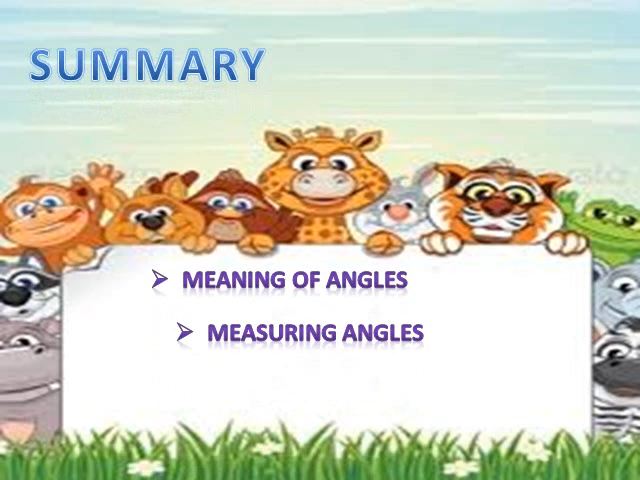 SUMMARY
➢ MEANING OF ANGLES
➢ MEASURING ANGLES